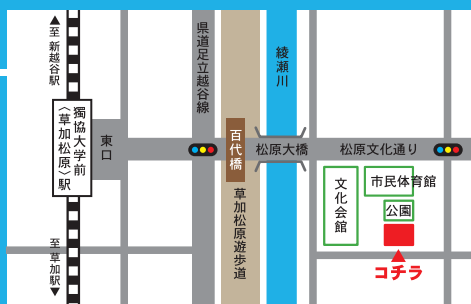 ▲至 新越谷駅
獨協大学前
〈草加松原〉駅
東口
至 草加駅▼
県道足立越谷線
百代橋
草加松原遊歩道
綾瀬川
松原大橋
松原文化通り
文化会館
市民体育館
公園
コチラ